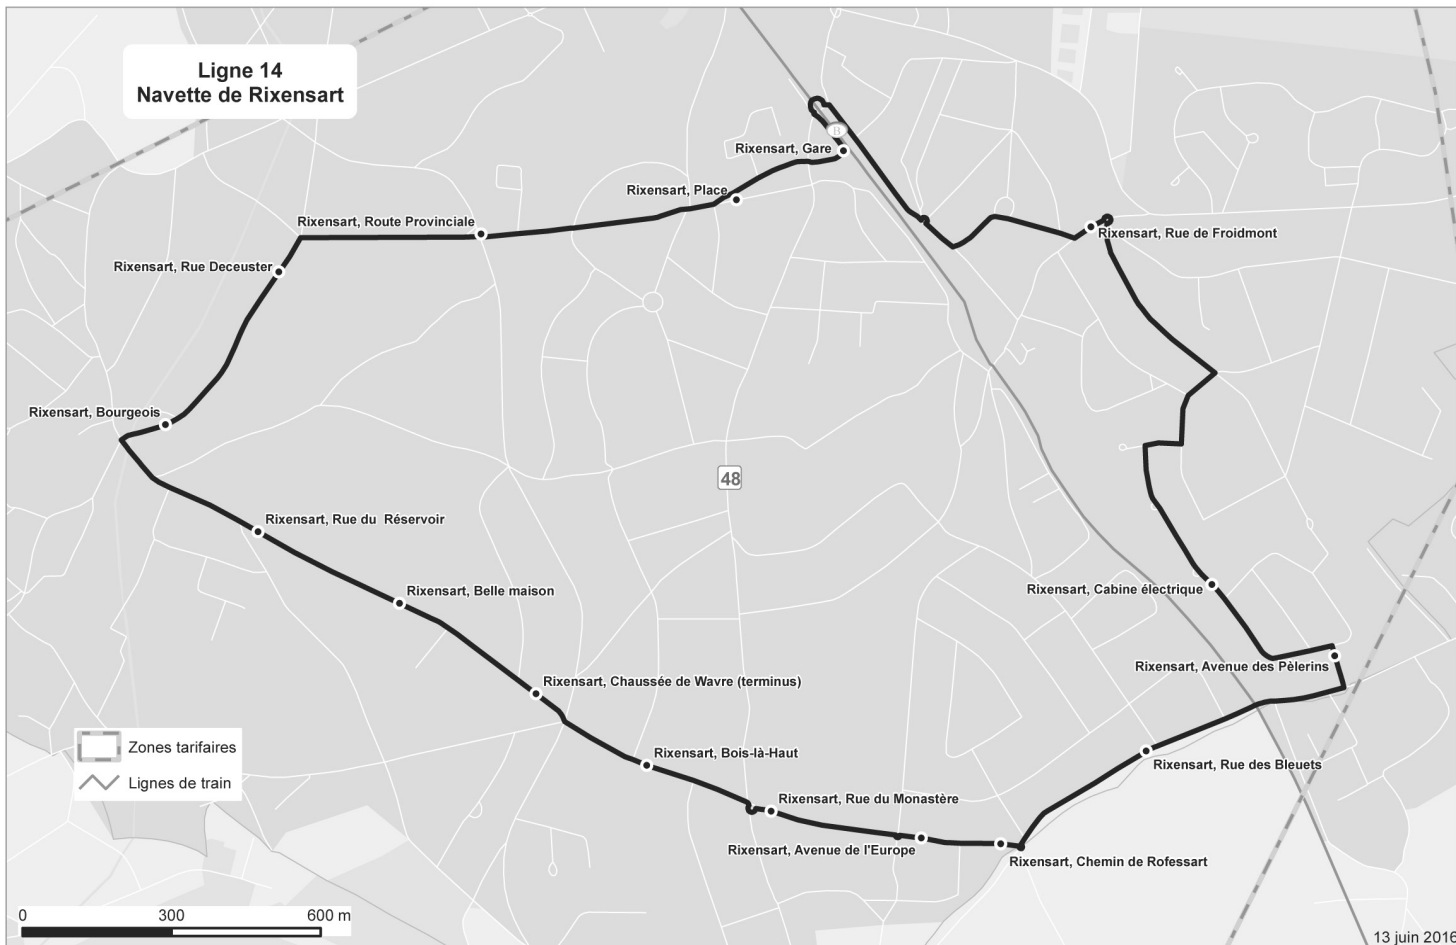 Ligne 14
Navette de Rixensart
B
Rixensart, Gare
Rixensart, Place
Rixensart, Route Provinciale
Rixensart, Rue de Froidmont
Rixensart, Rue Deceuster
Rixensart, Bourgeois
48
Rixensart, Rue du  Réservoir
Rixensart, Belle maison
Rixensart, Cabine électrique
Rixensart, Avenue des Pèlerins
Rixensart, Chaussée de Wavre (terminus)
Zones tarifaires
Rixensart, Bois-là-Haut
Rixensart, Rue des Bleuets
Lignes de train
Rixensart, Rue du Monastère
Rixensart, Avenue de l'Europe
Rixensart, Chemin de Rofessart
0 300 600 m
13 juin 2016